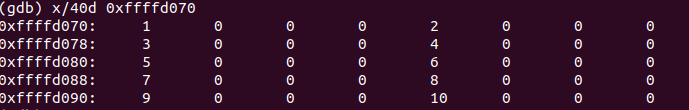 (gdb) x/40d 0xffffd070
0xffffd070: 1 0 0 0 2 0 0 0
0xffffd078: 3 0 0 0 4 0 0 0
0xffffd080: 5 0 0 0 6 0 0 0
0xffffd088: 7 0 0 0 8 0 0 0
0xffffd090: 9 0 0 0 10 0 0 0